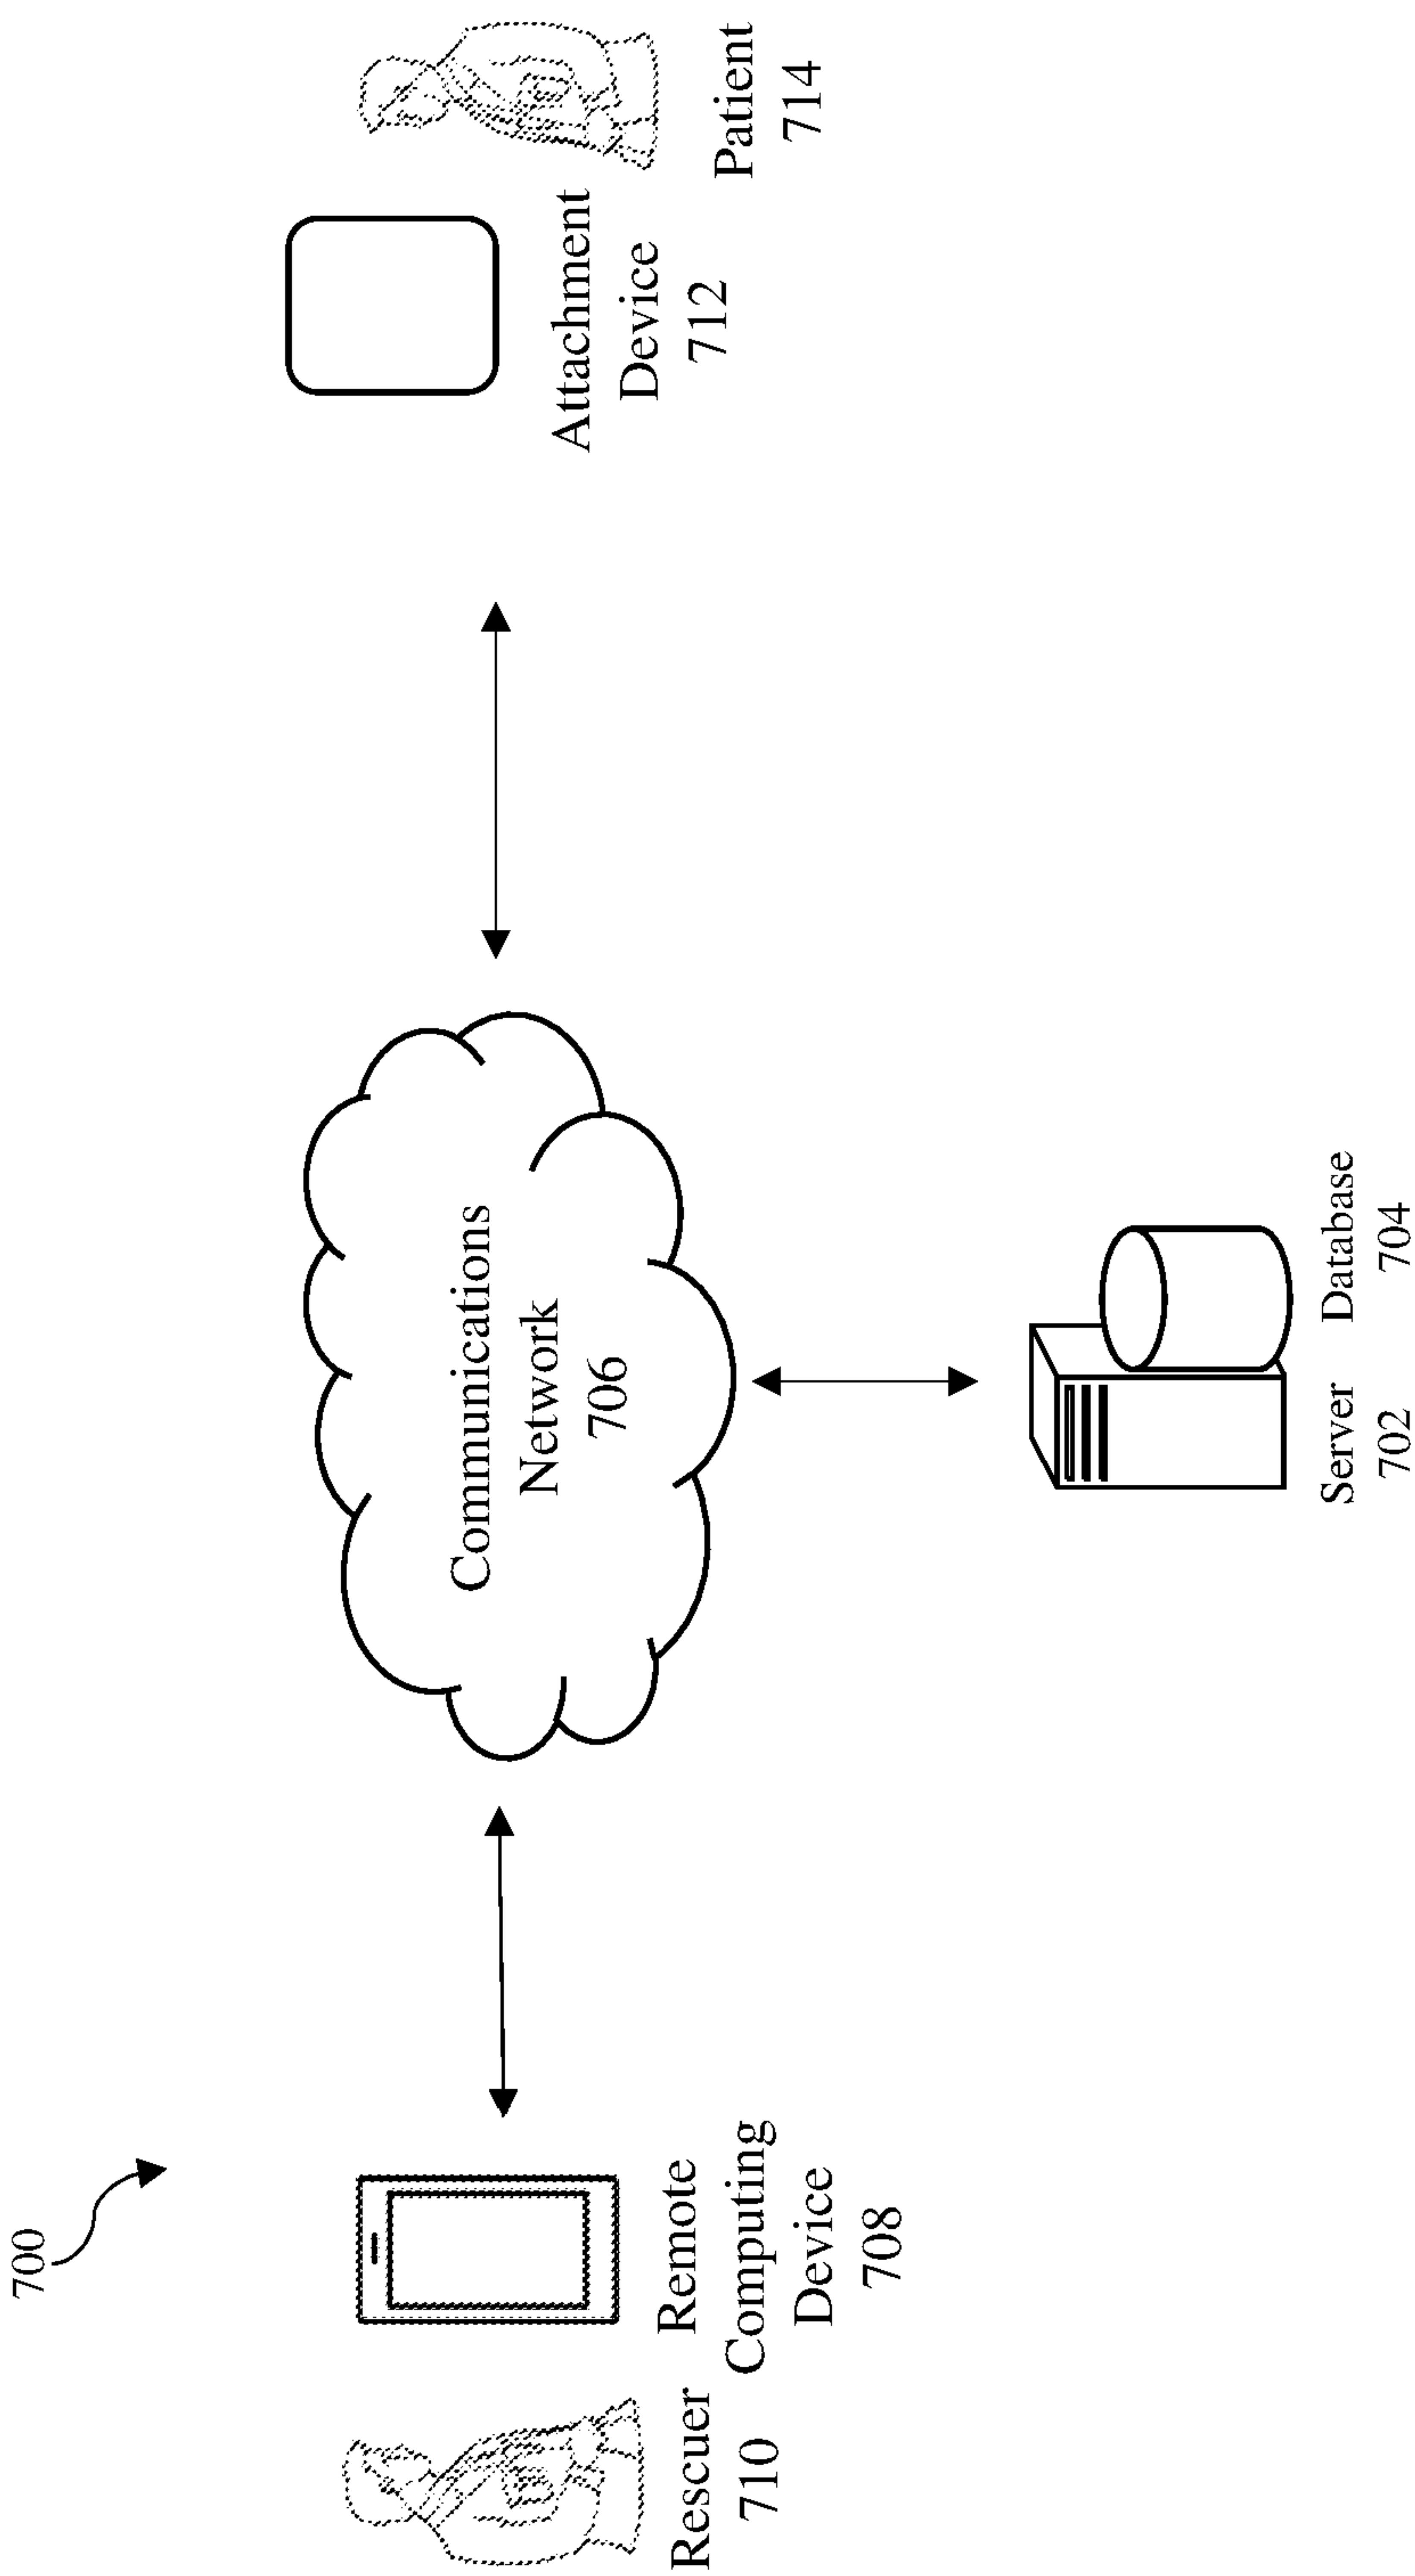 700
Rescuer
710
Remote
Computing
Device
708
Communications
Network
706
Server
702
Database
704
Attachment
Device
712
Patient
714